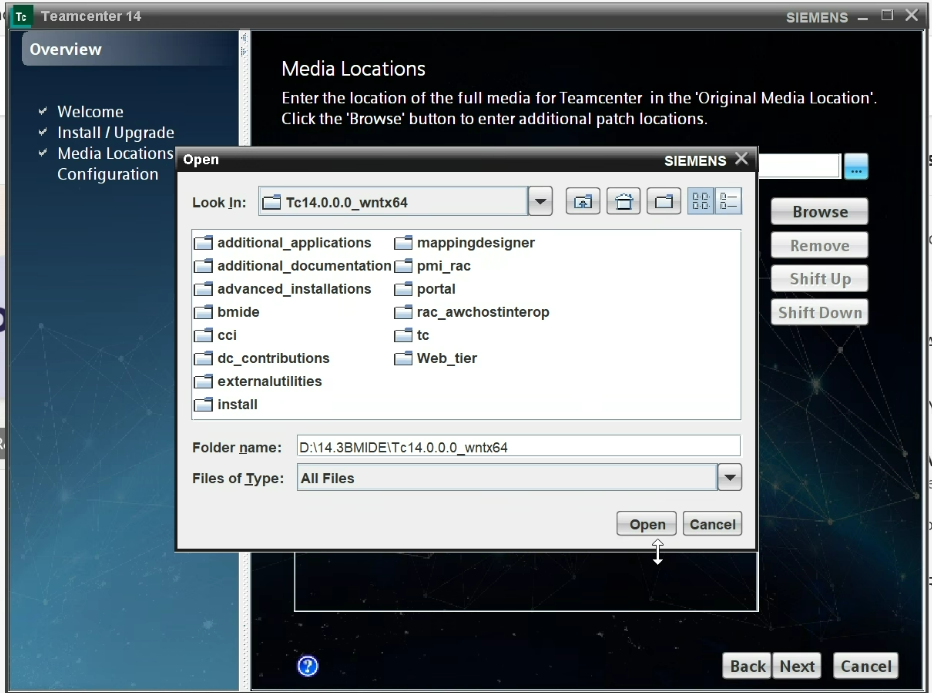 Tc Teamcenter 14 SIEMENS
Overview
Welcome
Install / Upgrade
Media Locations
Configuration
Media Locations
Enter the location of the full media for Teamcenter in the 'Original Media Location'.
Click the 'Browse' button to enter additional patch locations.
...
Browse
Remove
Shift Up
Shift Down
Open SIEMENS
Look In: Tc14.0.0.0_wntx64
additional_applications mappingdesigner
additional_documentation pmi_rac
advanced_installations portal
bmide rac_awchostinterop
cci tc
dc_contributions Web_tier
externalutilities
install
Folder name: D:\14.3BMIDE\Tc14.0.0.0_wntx64
Files of Type: All Files
Open Cancel
? Back Next Cancel